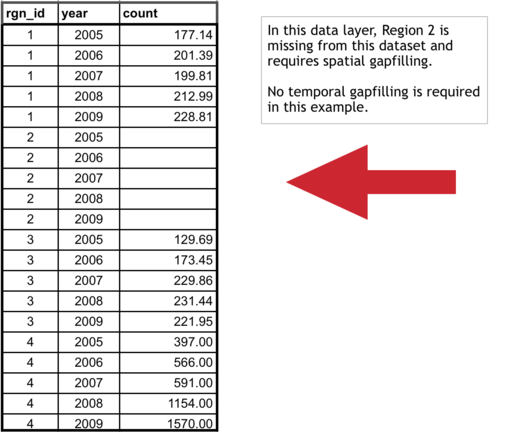 rgn_id year count
1 2005 177.14
1 2006 201.39
1 2007 199.81
1 2008 212.99
1 2009 228.81
2 2005
2 2006
2 2007
2 2008
2 2009
3 2005 129.69
3 2006 173.45
3 2007 229.86
3 2008 231.44
3 2009 221.95
4 2005 397.00
4 2006 566.00
4 2007 591.00
4 2008 1154.00
4 2009 1570.00
In this data layer, Region 2 is
missing from this dataset and
requires spatial gapfilling.
No temporal gapfilling is required
in this example.